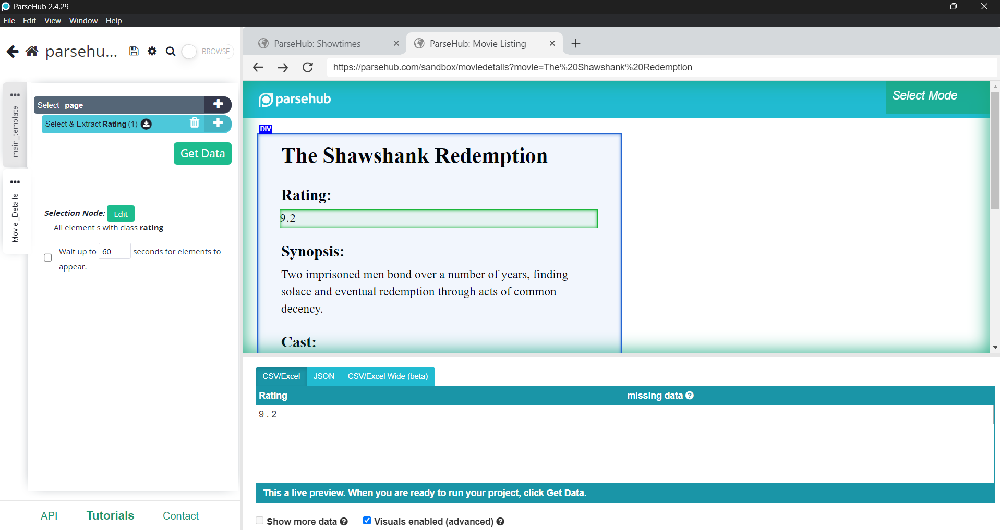 ParseHub 2.4.29
File Edit View Window Help
parsehu...
BROWSE
main_template
Movie_Details
Select page
Select & Extract Rating (1)
Get Data
Selection Node: Edit
All element s with class rating
Wait up to 60 seconds for elements to
appear.
API Tutorials Contact
ParseHub: Showtimes
ParseHub: Movie Listing
https://parsehub.com/sandbox/moviedetails?movie=The%20Shawshank%20Redemption
parsehub
Select Mode
DIV
The Shawshank Redemption
Rating:
9.2
Synopsis:
Two imprisoned men bond over a number of years, finding
solace and eventual redemption through acts of common
decency.
Cast:
CSV/Excel JSON CSV/Excel Wide (beta)
Rating missing data ?
9.2
This a live preview. When you are ready to run your project, click Get Data.
Show more data ? Visuals enabled (advanced) ?